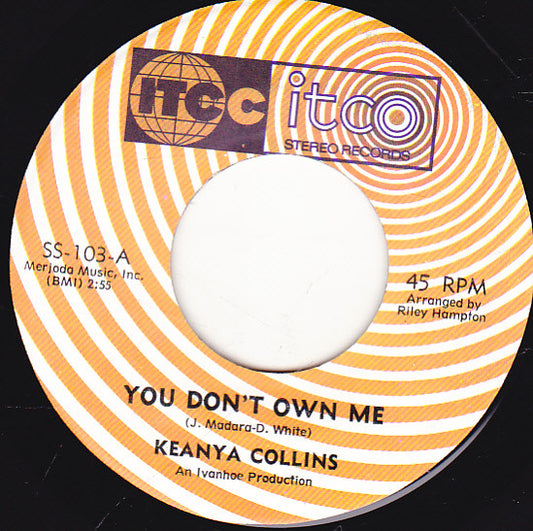 ITCC
itco
STEREO RECORDS
SS-103-A
Merjoda Music, Inc.
(BMI) 2:55
45 RPM
Arranged by
Riley Hampton
YOU DON'T OWN ME
(J. Madara-D. White)
KEANYA COLLINS
An Ivanhoe Production